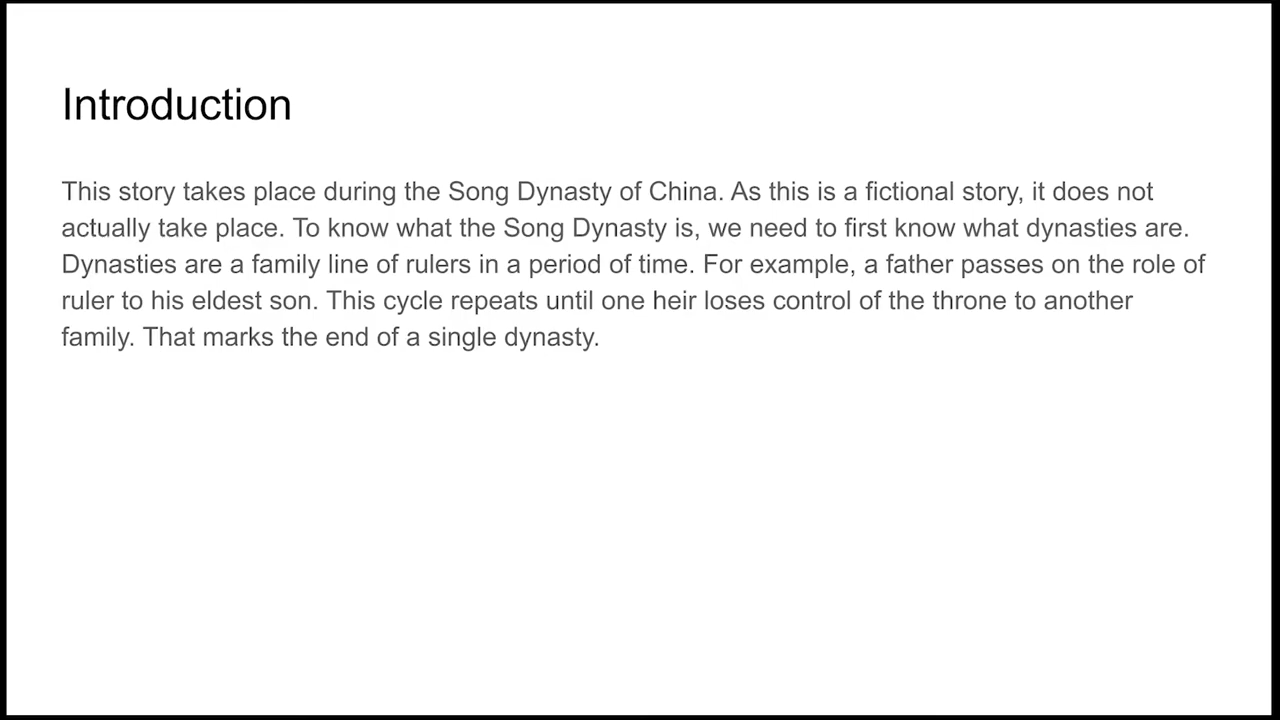 Introduction
This story takes place during the Song Dynasty of China. As this is a fictional story, it does not
actually take place. To know what the Song Dynasty is, we need to first know what dynasties are.
Dynasties are a family line of rulers in a period of time. For example, a father passes on the role of
ruler to his eldest son. This cycle repeats until one heir loses control of the throne to another
family. That marks the end of a single dynasty.